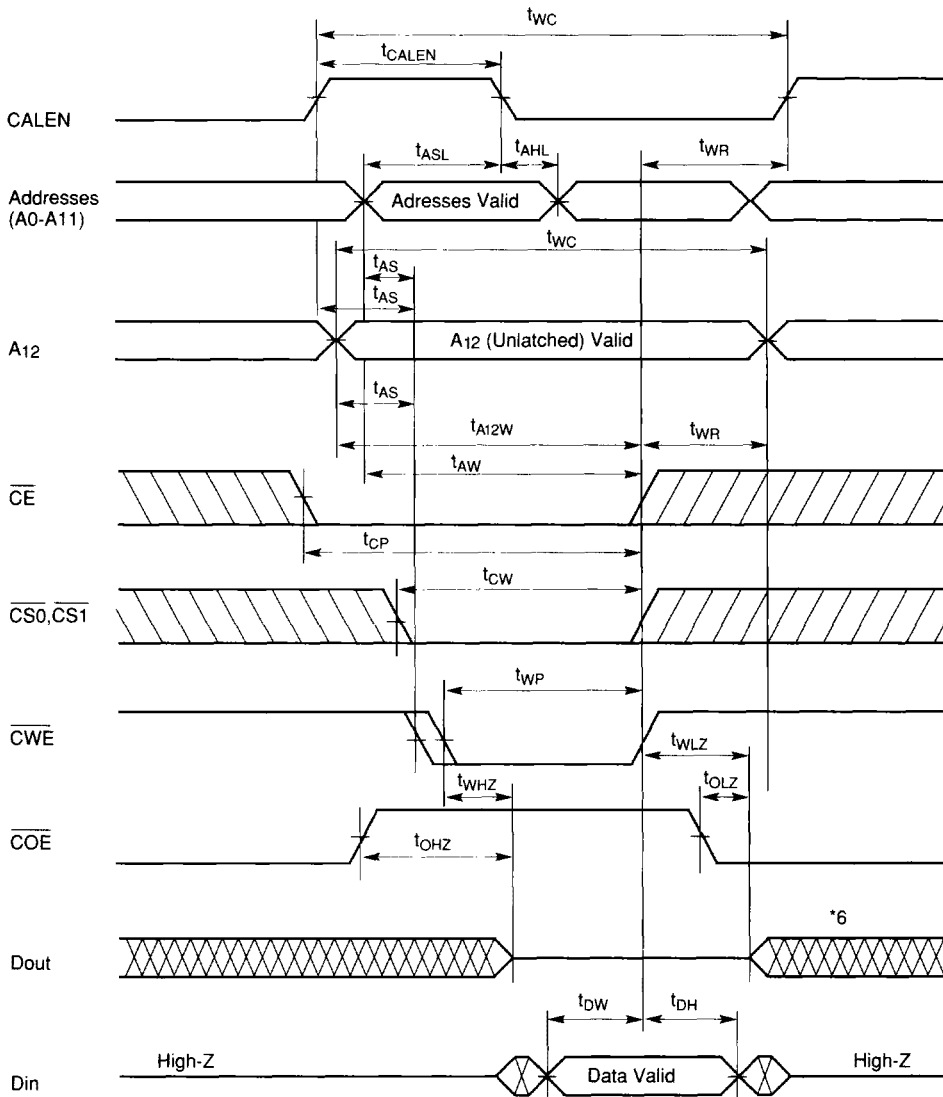 tWC
tCALEN
CALEN
tASL
tAHL
tWR
Addresses
(A0-A11)
Adresses Valid
tWC
tAS
tAS
A12
A12 (Unlatched) Valid
tAS
tA12W
tWR
tAW
CE
tCP
tCW
CS0,CS1
tWP
CWE
tWLZ
tWHZ
tOLZ
COE
tOHZ
*6
Dout
tDW
tDH
High-Z
Data Valid
High-Z
Din